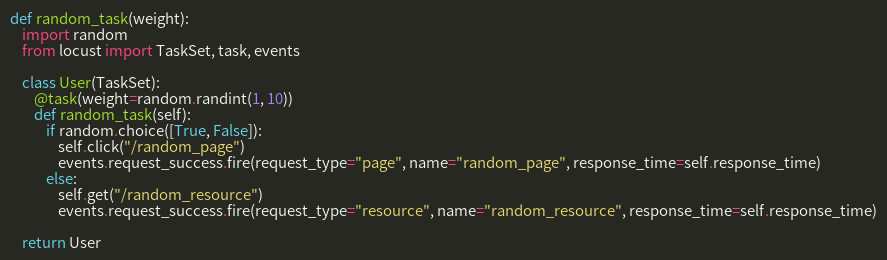 def random_task(weight):
    import random
    from locust import TaskSet, task, events

    class User(TaskSet):
        @task(weight=random.randint(1, 10))
        def random_task(self):
            if random.choice([True, False]):
                self.click("/random_page")
                events.request_success.fire(request_type="page", name="random_page", response_time=self.response_time)
            else:
                self.get("/random_resource")
                events.request_success.fire(request_type="resource", name="random_resource", response_time=self.response_time)

    return User